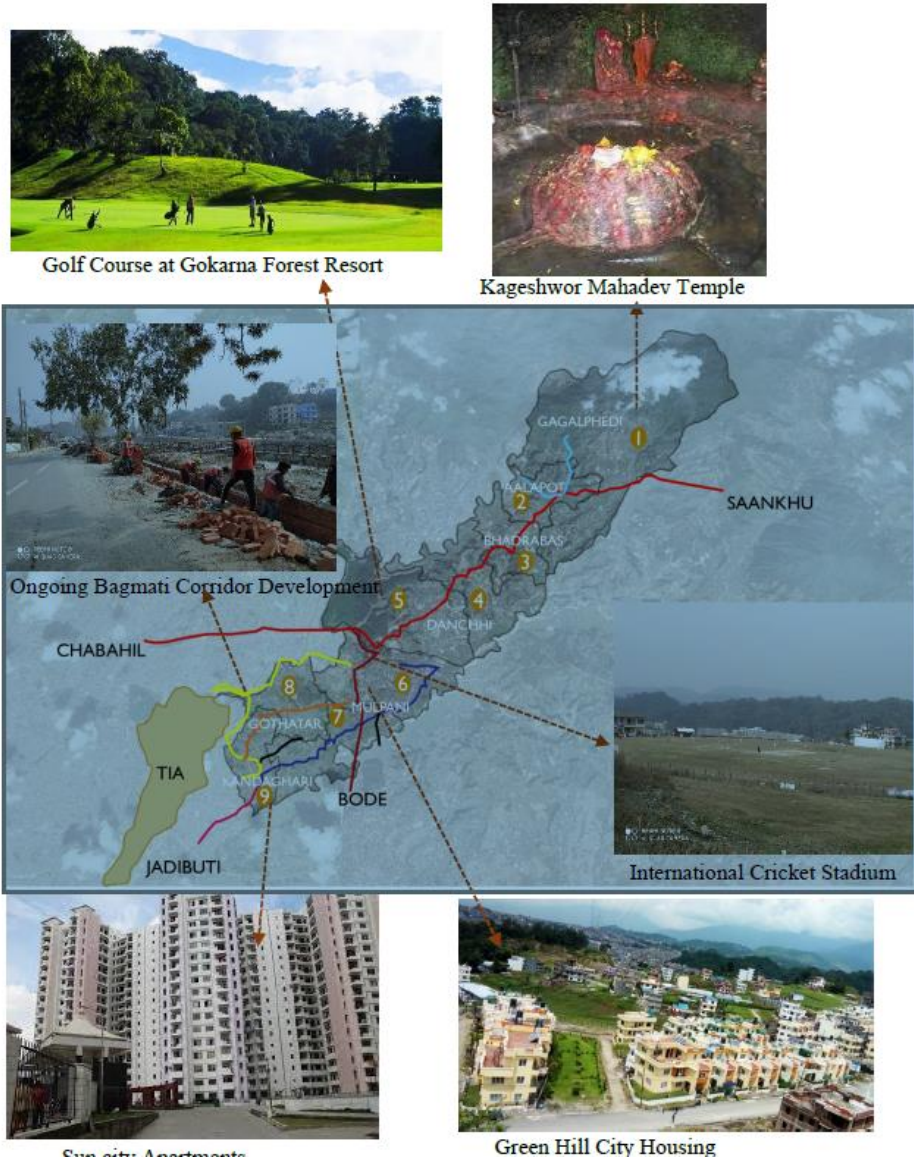 Golf Course at Gokarna Forest Resort
Kageshwor Mahadev Temple
GAGALPHEDI
1
AALAPOT
2
SAANKHU
BHADRABAS
3
Ongoing Bagmati Corridor Development
5
4
DANCHHI
CHABAHIL
8
6
MULPANI
7
GOTHATAR
TIA
KANDAGHARI
9
BODE
JADIBUTI
International Cricket Stadium
Sun city Apartments
Green Hill City Housing